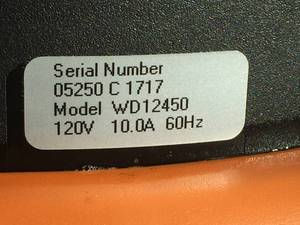 Serial Number
05250 C 1717
Model WD12450
120V 10.0A 60Hz